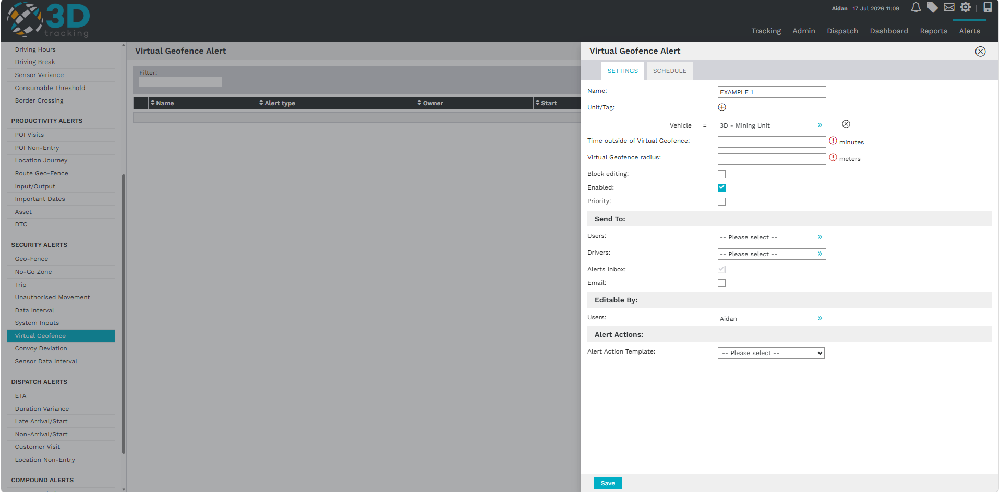 3D
tracking
Aidan 17 Jul 2026 11:09
Tracking Admin Dispatch Dashboard Reports Alerts
Driving Hours
Driving Break
Sensor Variance
Consumable Threshold
Border Crossing
PRODUCTIVITY ALERTS
POI Visits
POI Non-Entry
Location Journey
Route Geo-Fence
Input/Output
Important Dates
Asset
DTC
SECURITY ALERTS
Geo-Fence
No-Go Zone
Trip
Unauthorised Movement
Data Interval
System Inputs
Virtual Geofence
Convoy Deviation
Sensor Data Interval
DISPATCH ALERTS
ETA
Duration Variance
Late Arrival/Start
Non-Arrival/Start
Customer Visit
Location Non-Entry
COMPOUND ALERTS
Virtual Geofence Alert
Filter:
Name Alert type Owner Start
Virtual Geofence Alert
SETTINGS SCHEDULE
Name: EXAMPLE 1
Unit/Tag:
Vehicle = 3D - Mining Unit »
Time outside of Virtual Geofence: minutes
Virtual Geofence radius: meters
Block editing:
Enabled:
Priority:
Send To:
Users: -- Please select -- »
Drivers: -- Please select -- »
Alerts Inbox:
Email:
Editable By:
Users: Aidan »
Alert Actions:
Alert Action Template: -- Please select --
Save